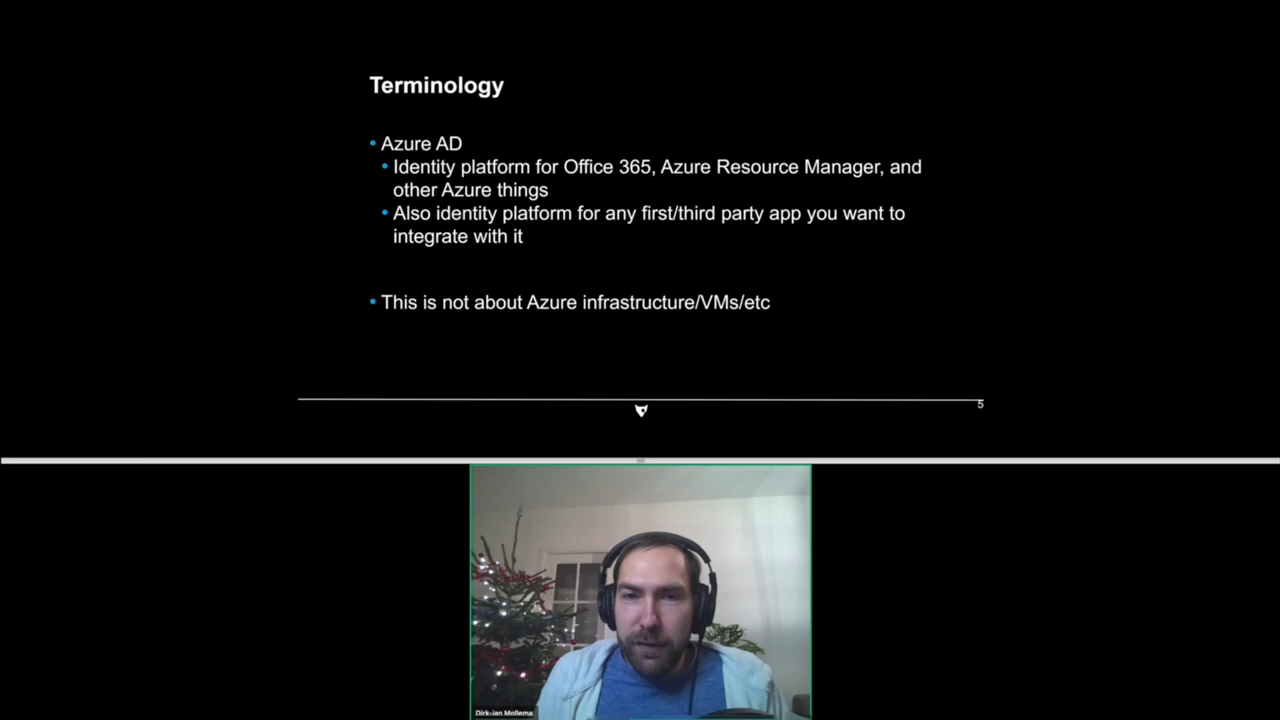 Terminology
• Azure AD
• Identity platform for Office 365, Azure Resource Manager, and
other Azure things
• Also identity platform for any first/third party app you want to
integrate with it
• This is not about Azure infrastructure/VMs/etc
5
Dirk-jan Mollema